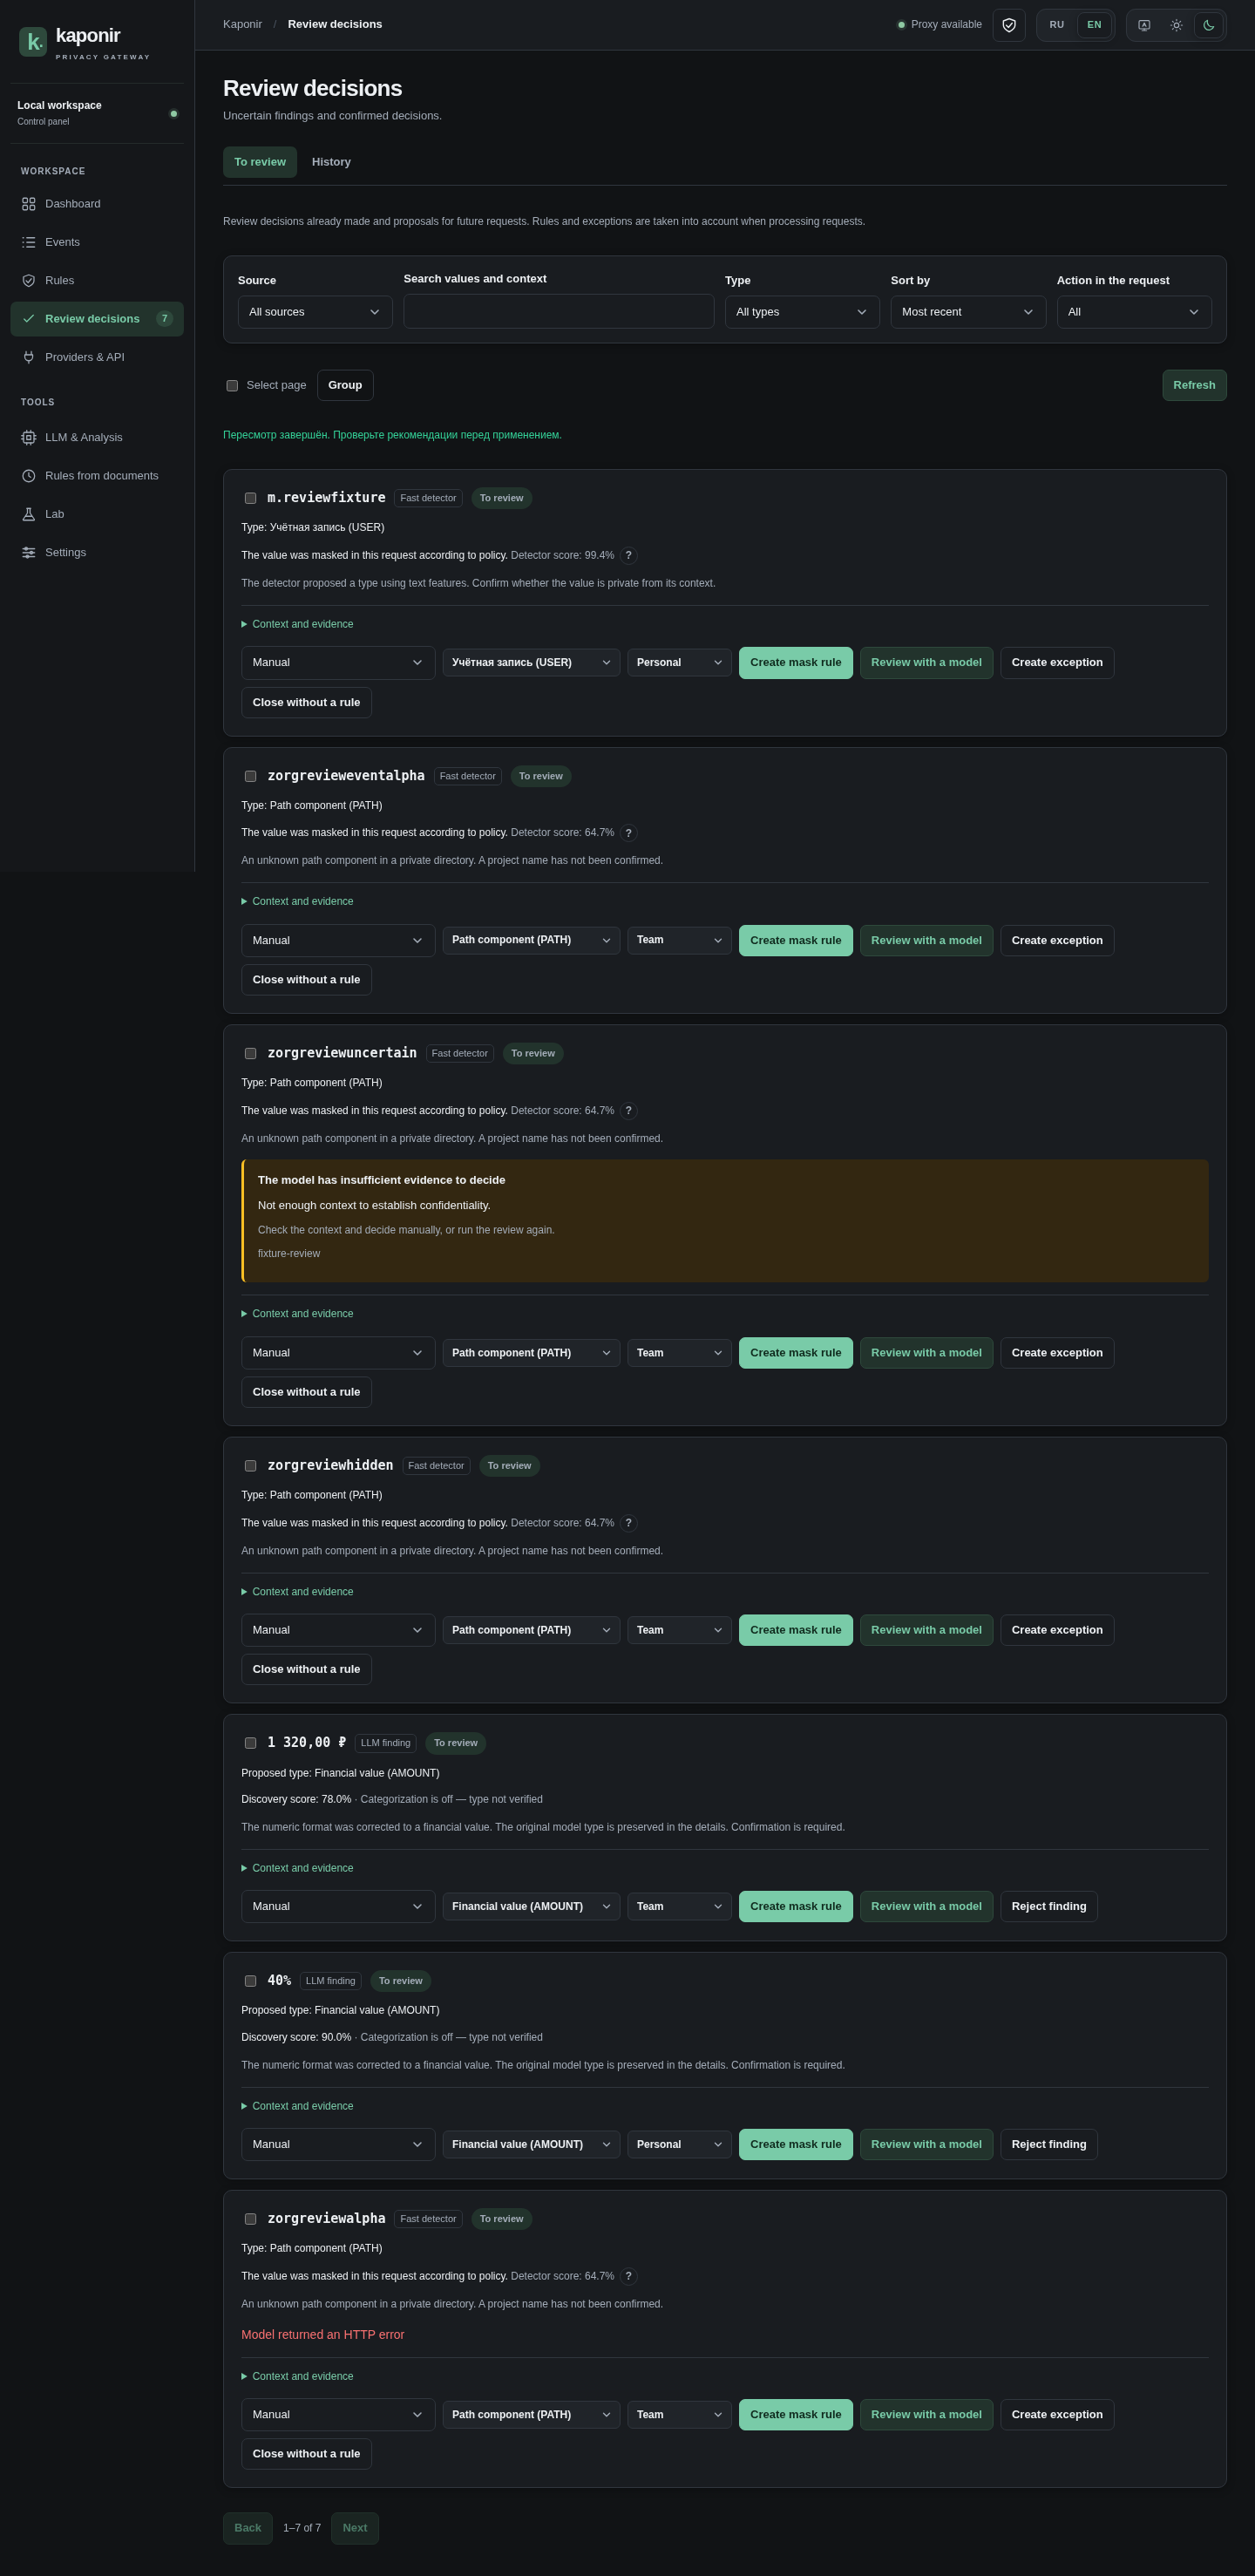 k.
kaponir
PRIVACY GATEWAY
Local workspace
Control panel
WORKSPACE
Dashboard
Events
Rules
Review decisions 7
Providers & API
TOOLS
LLM & Analysis
Rules from documents
Lab
Settings
Kaponir / Review decisions
Proxy available
RU EN
Review decisions
Uncertain findings and confirmed decisions.
To review History
Review decisions already made and proposals for future requests. Rules and exceptions are taken into account when processing requests.
Source Search values and context Type Sort by Action in the request
All sources All types Most recent All
Select page Group Refresh
Пересмотр завершён. Проверьте рекомендации перед применением.
m.reviewfixture Fast detector To review
Type: Учётная запись (USER)
The value was masked in this request according to policy. Detector score: 99.4% ?
The detector proposed a type using text features. Confirm whether the value is private from its context.
Context and evidence
Manual Учётная запись (USER) Personal Create mask rule Review with a model Create exception
Close without a rule
zorgrevieweventalpha Fast detector To review
Type: Path component (PATH)
The value was masked in this request according to policy. Detector score: 64.7% ?
An unknown path component in a private directory. A project name has not been confirmed.
Context and evidence
Manual Path component (PATH) Team Create mask rule Review with a model Create exception
Close without a rule
zorgreviewuncertain Fast detector To review
Type: Path component (PATH)
The value was masked in this request according to policy. Detector score: 64.7% ?
An unknown path component in a private directory. A project name has not been confirmed.
The model has insufficient evidence to decide
Not enough context to establish confidentiality.
Check the context and decide manually, or run the review again.
fixture-review
Context and evidence
Manual Path component (PATH) Team Create mask rule Review with a model Create exception
Close without a rule
zorgreviewhidden Fast detector To review
Type: Path component (PATH)
The value was masked in this request according to policy. Detector score: 64.7% ?
An unknown path component in a private directory. A project name has not been confirmed.
Context and evidence
Manual Path component (PATH) Team Create mask rule Review with a model Create exception
Close without a rule
1 320,00 ₽ LLM finding To review
Proposed type: Financial value (AMOUNT)
Discovery score: 78.0% · Categorization is off — type not verified
The numeric format was corrected to a financial value. The original model type is preserved in the details. Confirmation is required.
Context and evidence
Manual Financial value (AMOUNT) Team Create mask rule Review with a model Reject finding
40% LLM finding To review
Proposed type: Financial value (AMOUNT)
Discovery score: 90.0% · Categorization is off — type not verified
The numeric format was corrected to a financial value. The original model type is preserved in the details. Confirmation is required.
Context and evidence
Manual Financial value (AMOUNT) Personal Create mask rule Review with a model Reject finding
zorgreviewalpha Fast detector To review
Type: Path component (PATH)
The value was masked in this request according to policy. Detector score: 64.7% ?
An unknown path component in a private directory. A project name has not been confirmed.
Model returned an HTTP error
Context and evidence
Manual Path component (PATH) Team Create mask rule Review with a model Create exception
Close without a rule
Back 1–7 of 7 Next